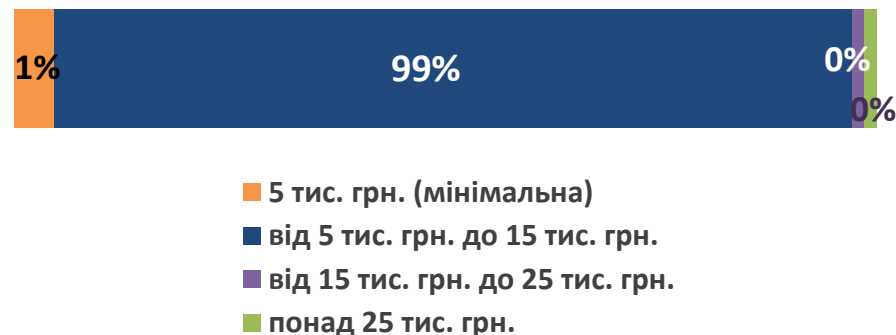 1% 99% 0%
0%
5 тис. грн. (мінімальна)
від 5 тис. грн. до 15 тис. грн.
від 15 тис. грн. до 25 тис. грн.
понад 25 тис. грн.